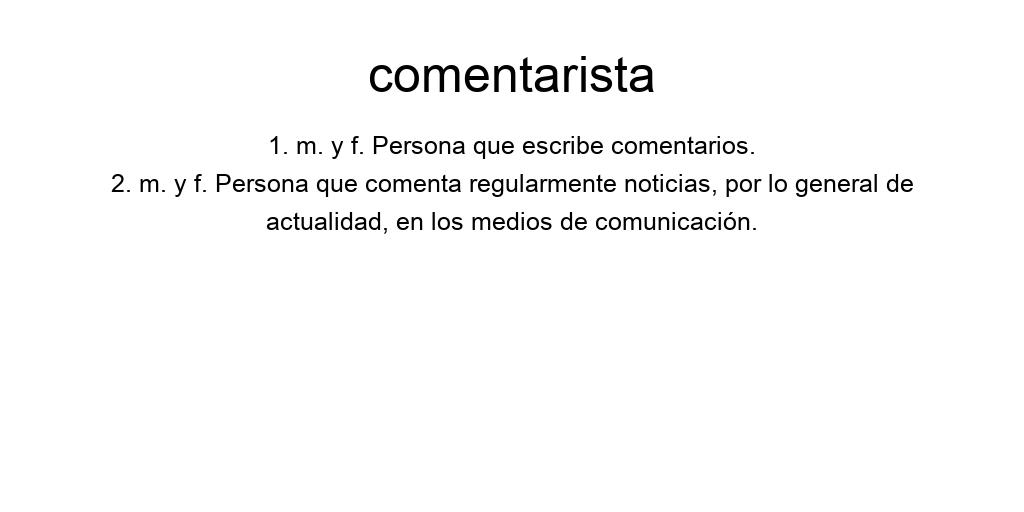 comentarista
1. m. y f. Persona que escribe comentarios.
2. m. y f. Persona que comenta regularmente noticias, por lo general de
actualidad, en los medios de comunicación.